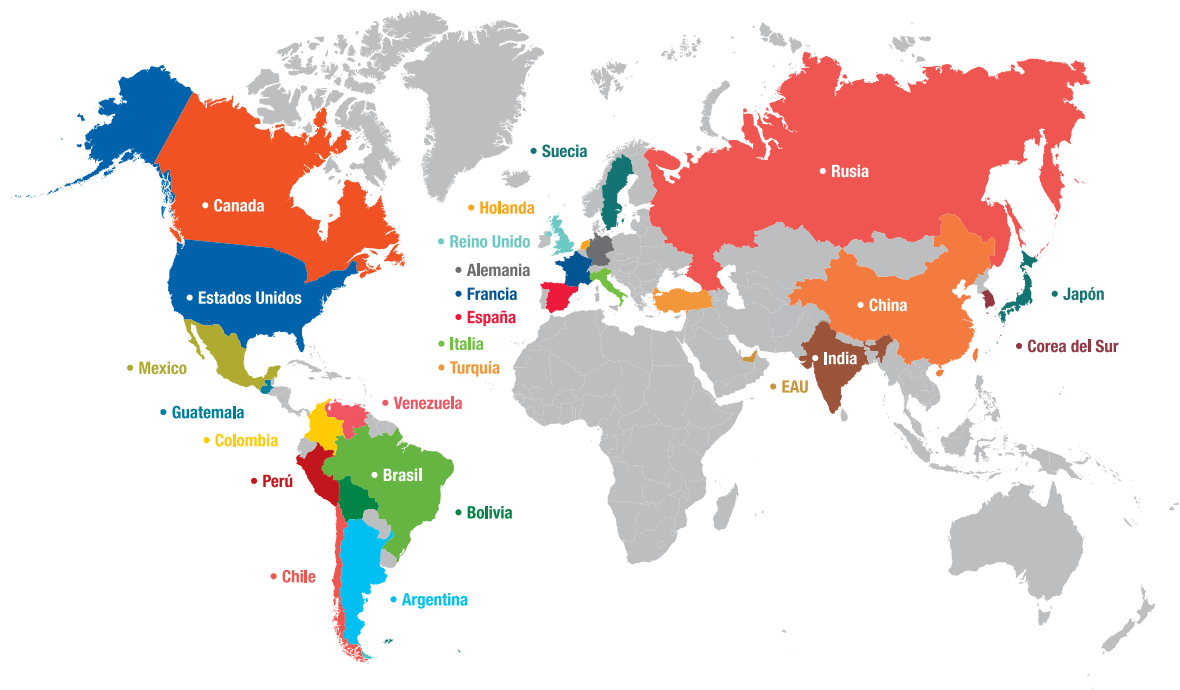 Suecia
Rusia
Canada
Holanda
Reino Unido
Alemania
Francia
España
Italia
Turquía
Estados Unidos
China
Japón
Corea del Sur
India
EAU
Mexico
Guatemala
Colombia
Venezuela
Perú
Brasil
Bolivia
Chile
Argentina